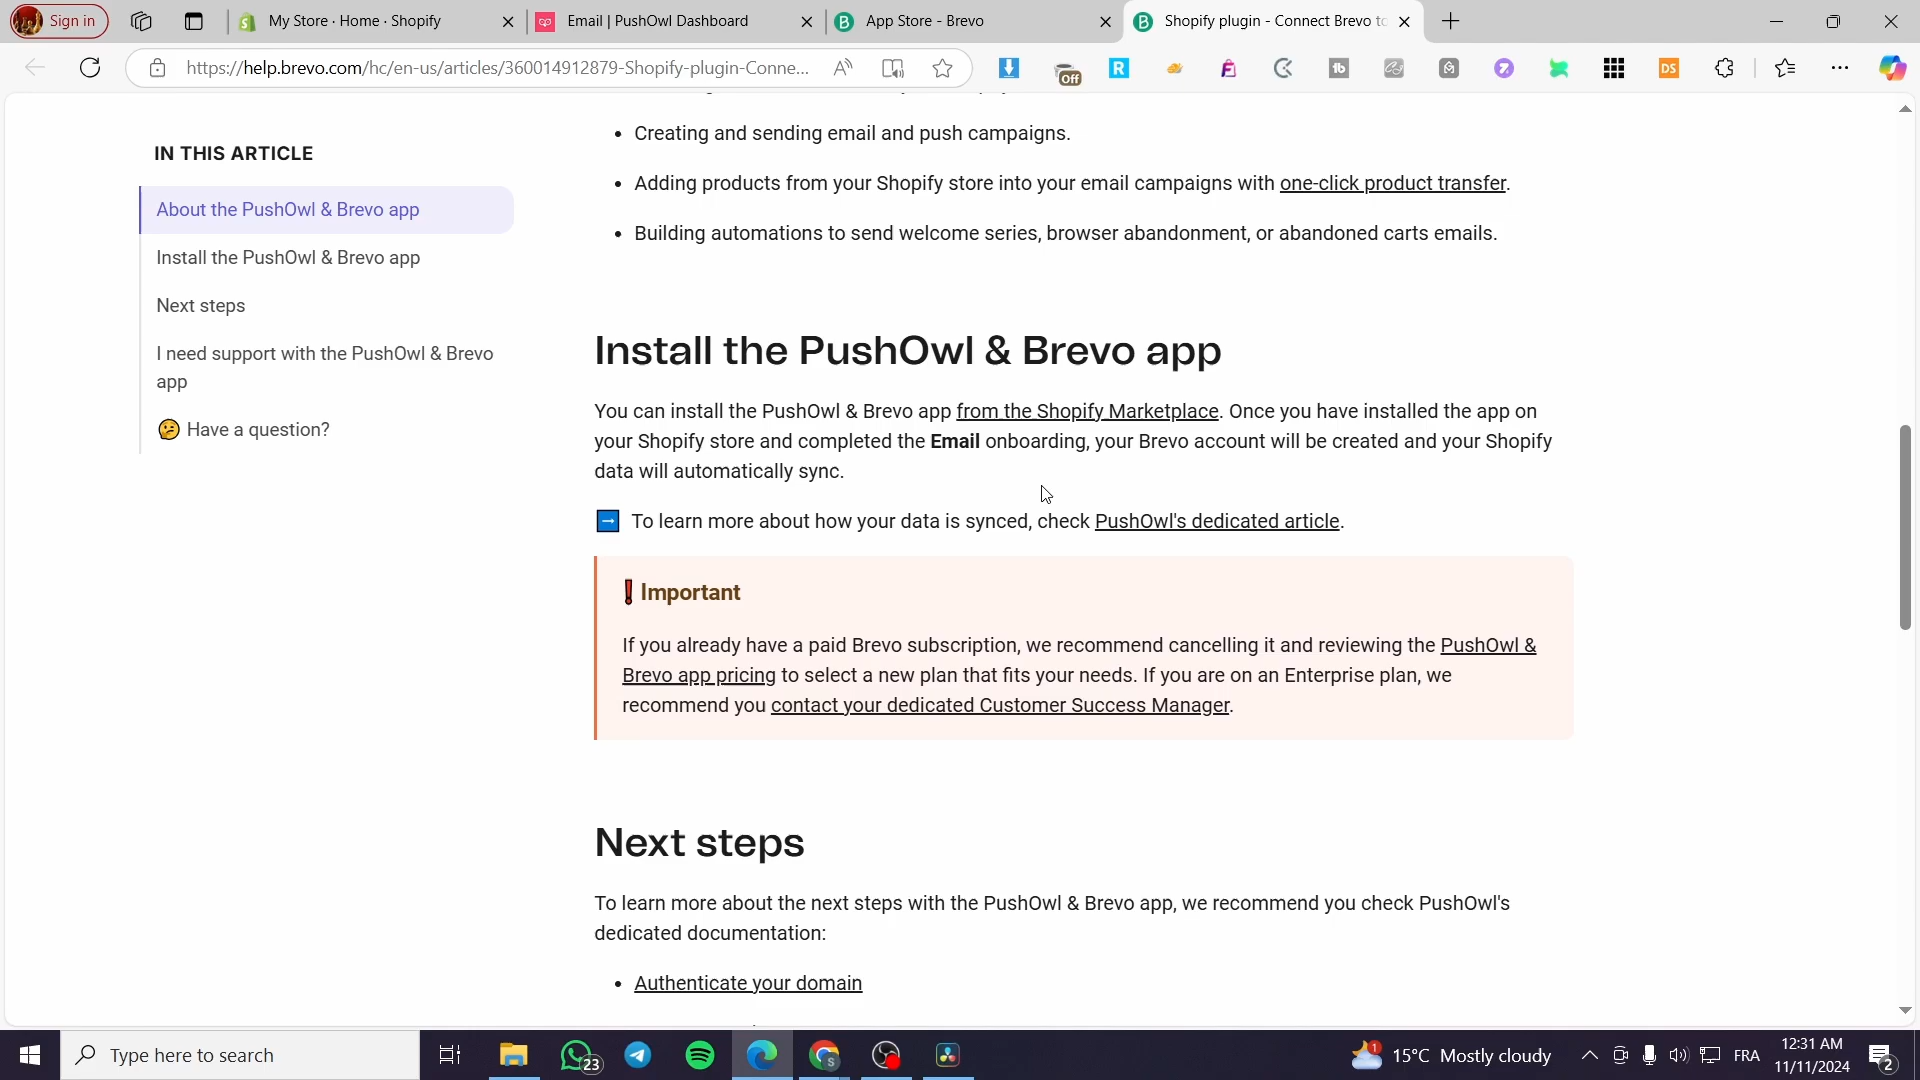 Sign in
My Store · Home · Shopify
Email | PushOwl Dashboard
App Store - Brevo
Shopify plugin - Connect Brevo to
https://help.brevo.com/hc/en-us/articles/360014912879-Shopify-plugin-Conne...
Off
DS
IN THIS ARTICLE
About the PushOwl & Brevo app
Install the PushOwl & Brevo app
Next steps
I need support with the PushOwl & Brevo
app
🤔 Have a question?
• Creating and sending email and push campaigns.
• Adding products from your Shopify store into your email campaigns with one-click product transfer.
• Building automations to send welcome series, browser abandonment, or abandoned carts emails.
Install the PushOwl & Brevo app
You can install the PushOwl & Brevo app from the Shopify Marketplace. Once you have installed the app on
your Shopify store and completed the Email onboarding, your Brevo account will be created and your Shopify
data will automatically sync.
➡ To learn more about how your data is synced, check PushOwl's dedicated article.
❗Important
If you already have a paid Brevo subscription, we recommend cancelling it and reviewing the PushOwl &
Brevo app pricing to select a new plan that fits your needs. If you are on an Enterprise plan, we
recommend you contact your dedicated Customer Success Manager.
Next steps
To learn more about the next steps with the PushOwl & Brevo app, we recommend you check PushOwl's
dedicated documentation:
• Authenticate your domain
Type here to search
23
1
15°C Mostly cloudy
FRA
12:31 AM
11/11/2024
2